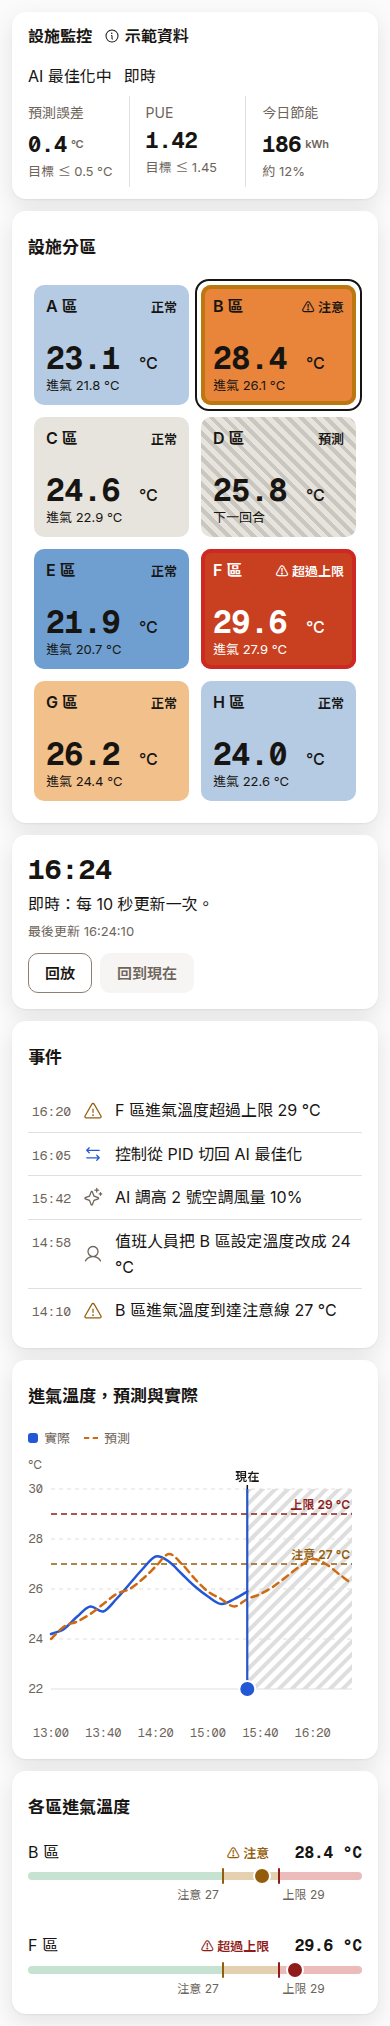 設施監控 示範資料
AI 最佳化中 即時
預測誤差 PUE 今日節能
0.4 °C 1.42 186 kWh
目標 ≤ 0.5 °C 目標 ≤ 1.45 約 12%
設施分區
A 區 正常
23.1 °C
進氣 21.8 °C
B 區 注意
28.4 °C
進氣 26.1 °C
C 區 正常
24.6 °C
進氣 22.9 °C
D 區 預測
25.8 °C
下一回合
E 區 正常
21.9 °C
進氣 20.7 °C
F 區 超過上限
29.6 °C
進氣 27.9 °C
G 區 正常
26.2 °C
進氣 24.4 °C
H 區 正常
24.0 °C
進氣 22.6 °C
16:24
即時：每 10 秒更新一次。
最後更新 16:24:10
回放 回到現在
事件
16:20 F 區進氣溫度超過上限 29 °C
16:05 控制從 PID 切回 AI 最佳化
15:42 AI 調高 2 號空調風量 10%
14:58 值班人員把 B 區設定溫度改成 24
°C
14:10 B 區進氣溫度到達注意線 27 °C
進氣溫度，預測與實際
實際 預測
°C
現在
30
上限 29 °C
28
注意 27 °C
26
24
22
13:00 13:40 14:20 15:00 15:40 16:20
各區進氣溫度
B 區 注意 28.4 °C
注意 27 上限 29
F 區 超過上限 29.6 °C
注意 27 上限 29